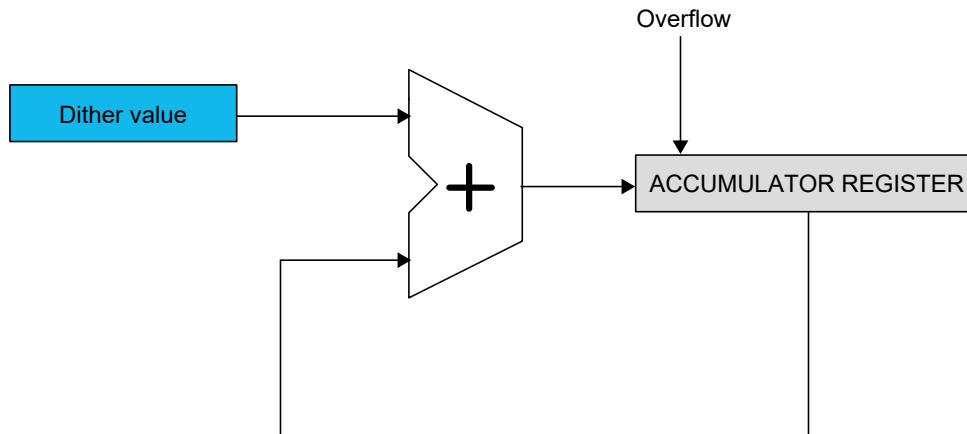 Overflow
Dither value
+
ACCUMULATOR REGISTER